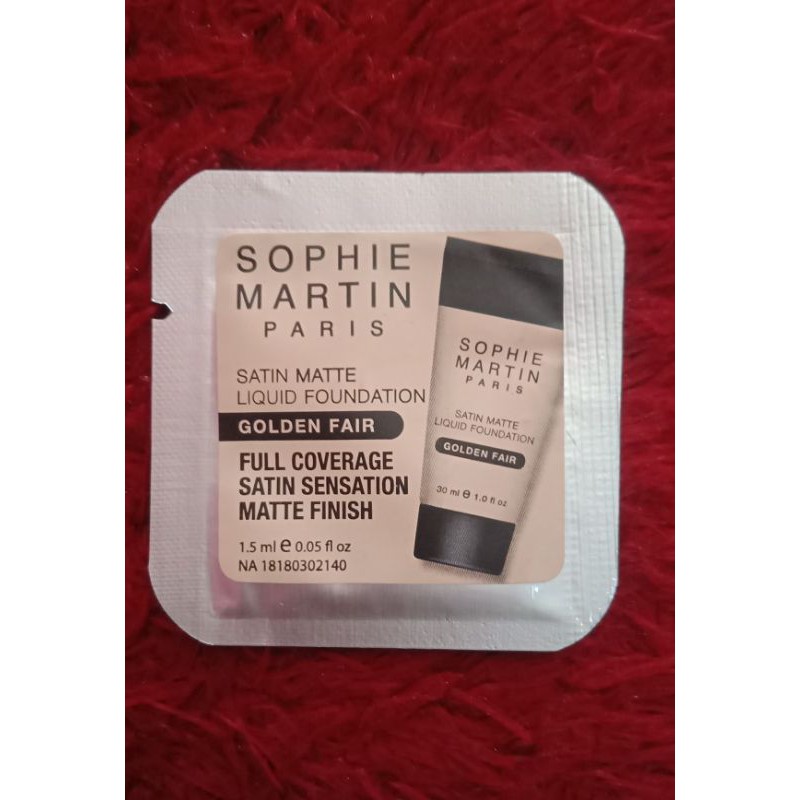 SOPHIE
MARTIN
PARIS
SATIN MATTE
LIQUID FOUNDATION
GOLDEN FAIR
FULL COVERAGE
SATIN SENSATION
MATTE FINISH
1.5 ml e 0.05 fl oz
NA 18180302140
SOPHIE
MARTIN
PARIS
SATIN MATTE
LIQUID FOUNDATION
GOLDEN FAIR
30 ml e 1.0 fl oz